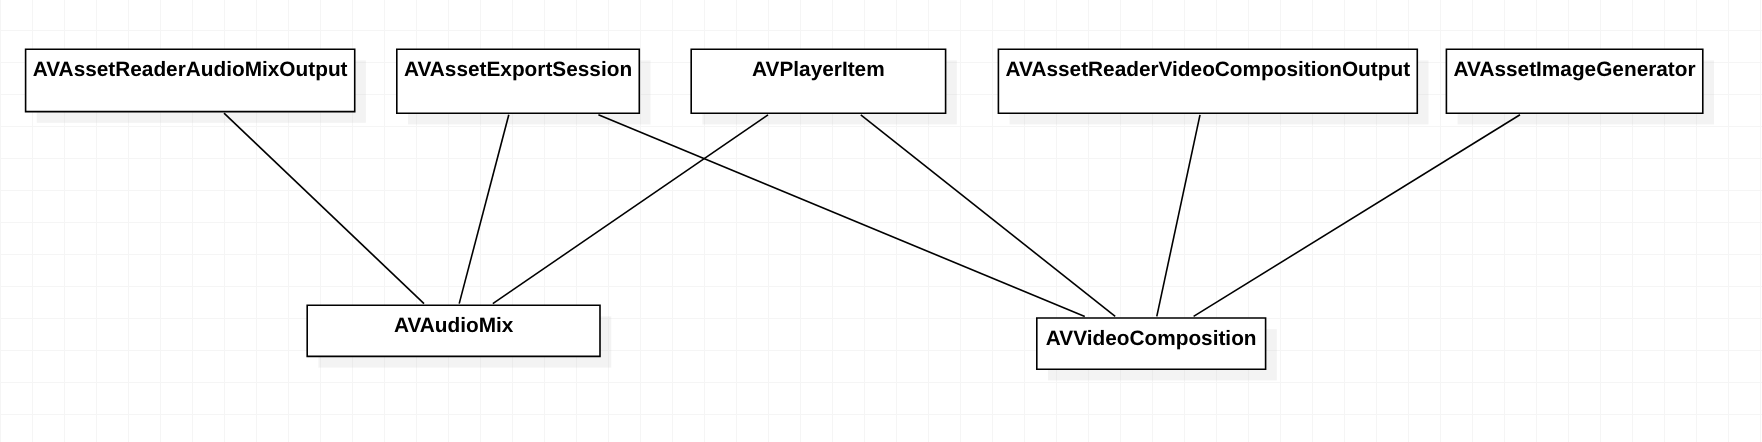 AVAssetReaderAudioMixOutput
AVAssetExportSession
AVPlayerItem
AVAssetReaderVideoCompositionOutput
AVAssetImageGenerator
AVAudioMix
AVVideoComposition